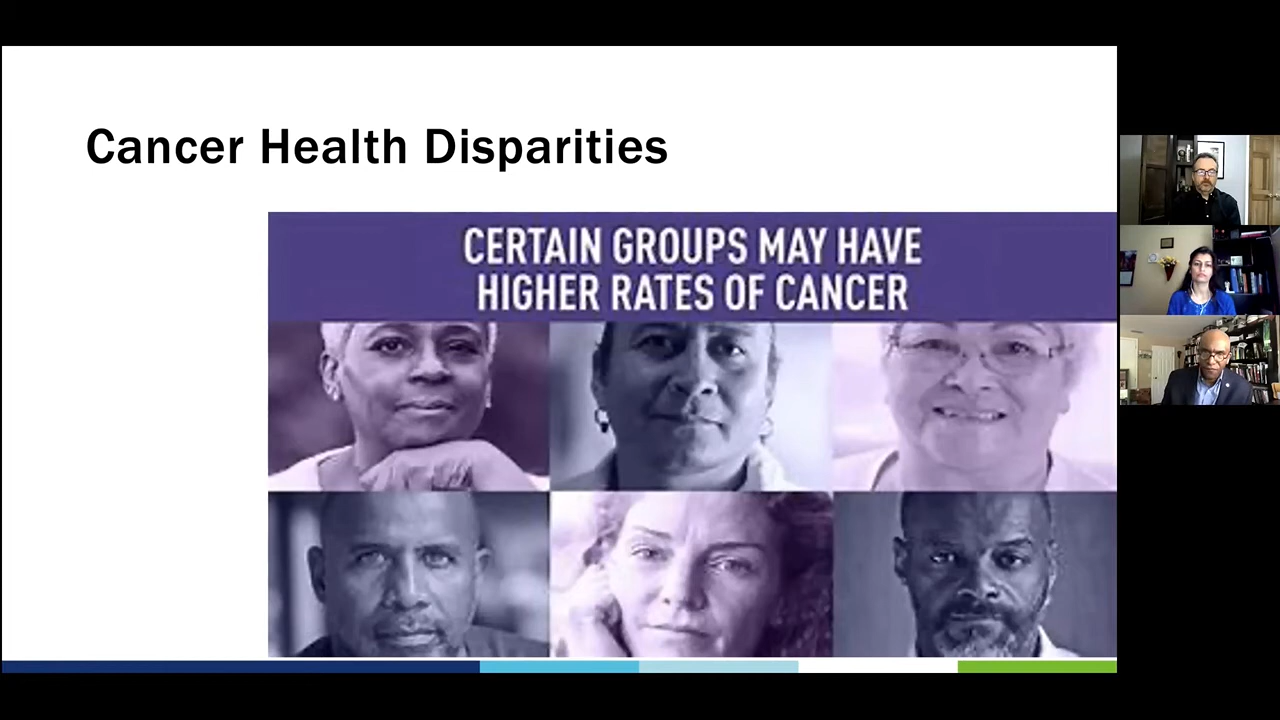 Cancer Health Disparities
CERTAIN GROUPS MAY HAVE
HIGHER RATES OF CANCER